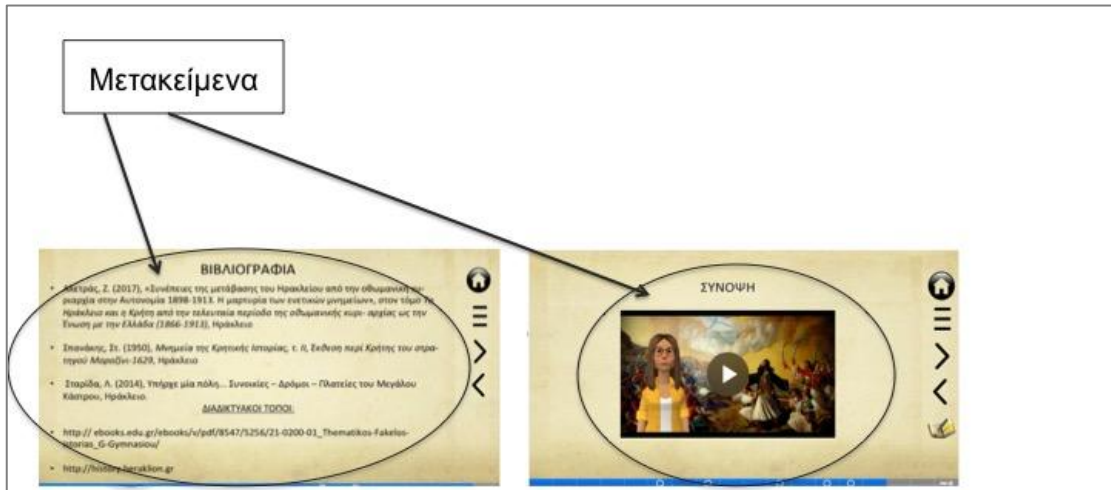 Μετακείμενα
ΒΙΒΛΙΟΓΡΑΦΙΑ
Ζ. (2017), «Συνέπειες της μετάβασης του Ηρακλείου από την οθωμανική κυ-
ριαρχία στην Αυτονομία 1898-1913. Η μαρτυρία των ενετικών μνημείων», στον τόμο Το
Ηράκλειο και η Κρήτη από την τελευταία περίοδο της οθωμανικής κυρι- αρχίας ως την
Ένωση με την Ελλάδα (1866-1913), Ηράκλειο
Σπανάκης, Στ. (1950), Μνημεία της Κρητικής Ιστορίας, τ. ΙΙ, Έκθεση περί Κρήτης του στρα-
τηγού Μοροζίνι-1629, Ηράκλειο
Σταρίδα, Λ. (2014), Υπήρχε μία πόλη... Συνοικίες – Δρόμοι – Πλατείες του Μεγάλου
Κάστρου, Ηράκλειο.
ΔΙΑΔΙΚΤΥΑΚΟΙ ΤΟΠΟΙ:
http:// ebooks.edu.gr/ebooks/v/pdf/8547/5256/21-0200-01_Thematikos-Fakelos-
Istorias_G-Gymnasiou/
http://history.heraklion.gr
ΣΥΝΟΨΗ